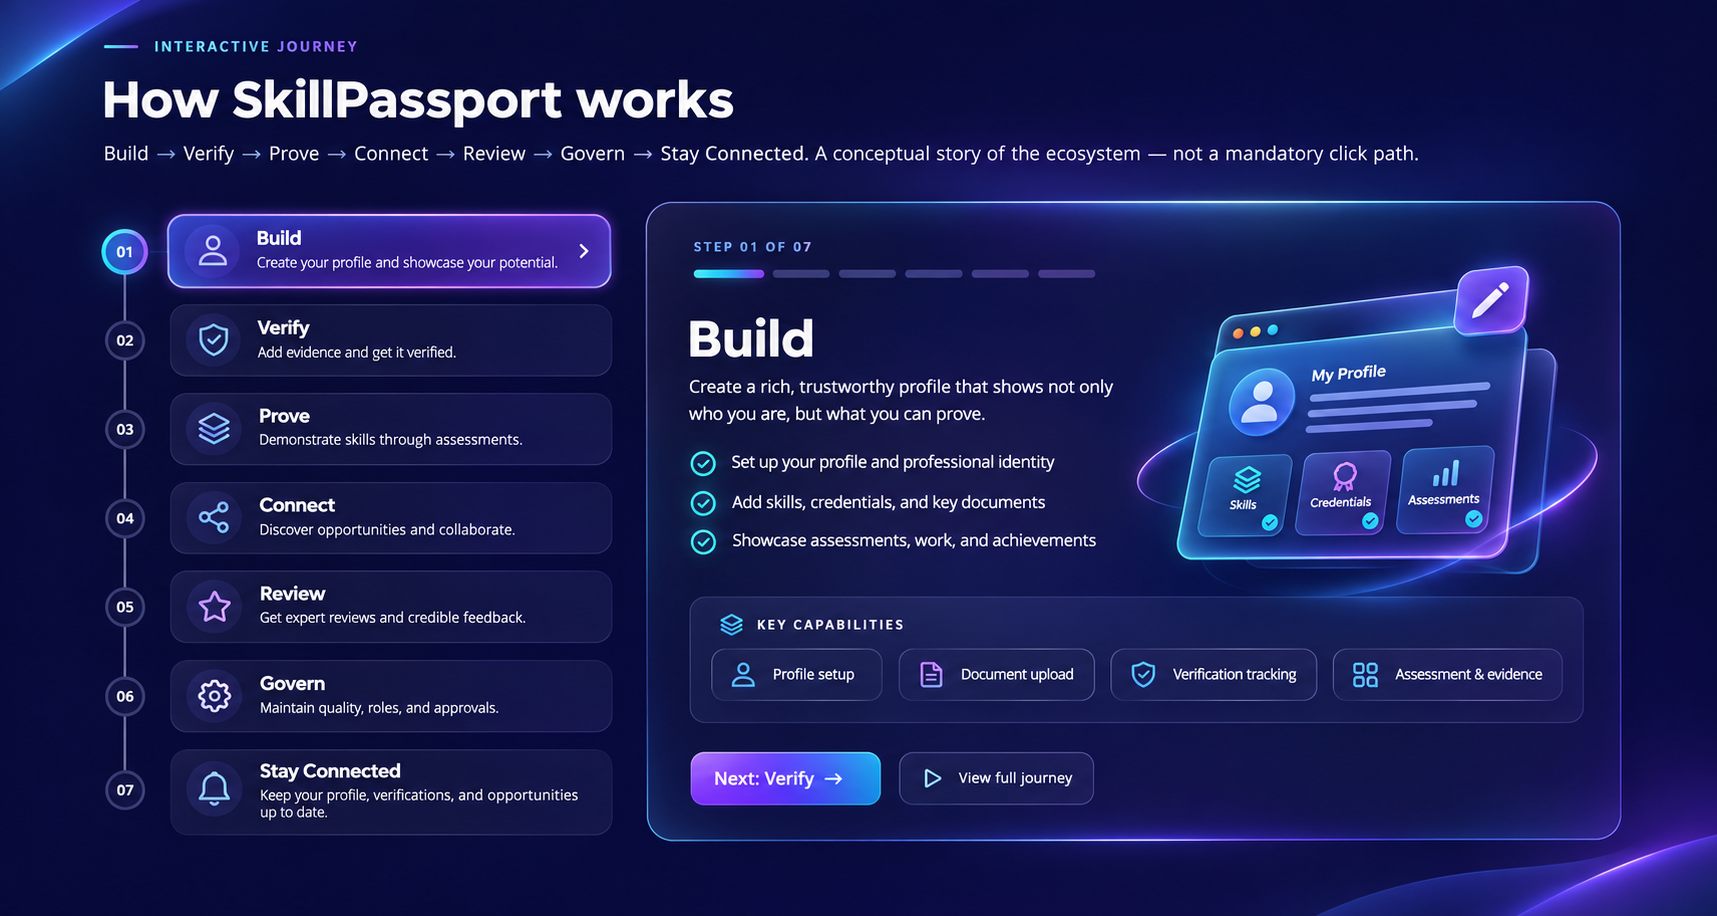 INTERACTIVE JOURNEY
How SkillPassport works
Build → Verify → Prove → Connect → Review → Govern → Stay Connected. A conceptual story of the ecosystem — not a mandatory click path.
01
Build
Create your profile and showcase your potential.
02
Verify
Add evidence and get it verified.
03
Prove
Demonstrate skills through assessments.
04
Connect
Discover opportunities and collaborate.
05
Review
Get expert reviews and credible feedback.
06
Govern
Maintain quality, roles, and approvals.
07
Stay Connected
Keep your profile, verifications, and opportunities
up to date.
STEP 01 OF 07
Build
Create a rich, trustworthy profile that shows not only
who you are, but what you can prove.
Set up your profile and professional identity
Add skills, credentials, and key documents
Showcase assessments, work, and achievements
My Profile
Skills
Credentials
Assessments
KEY CAPABILITIES
Profile setup
Document upload
Verification tracking
Assessment & evidence
Next: Verify →
View full journey